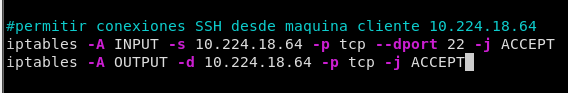 #permitir conexiones SSH desde maquina cliente 10.224.18.64
iptables -A INPUT -s 10.224.18.64 -p tcp --dport 22 -j ACCEPT
iptables -A OUTPUT -d 10.224.18.64 -p tcp -j ACCEPT